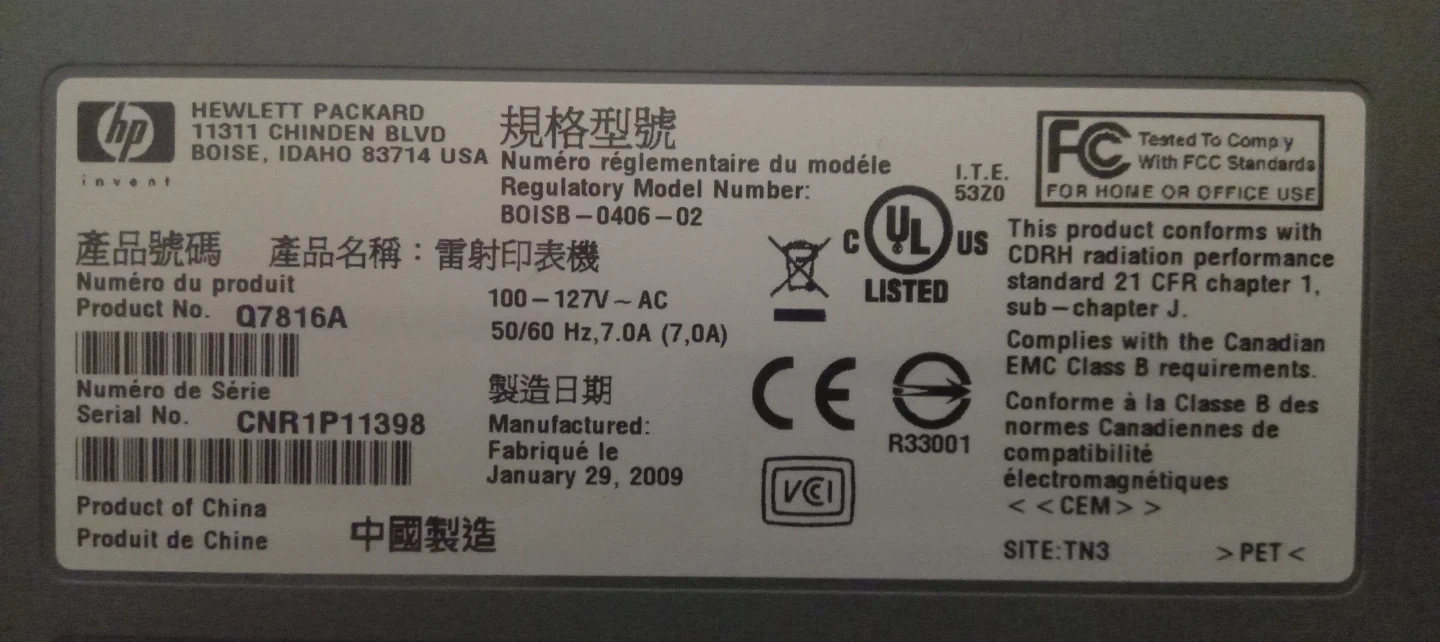 hp
invent
HEWLETT PACKARD
11311 CHINDEN BLVD
BOISE, IDAHO 83714 USA
規格型號
Numéro réglementaire du modéle
Regulatory Model Number:
BOISB-0406-02
產品號碼
Numéro du produit
Product No. Q7816A
產品名稱:雷射印表機
100-127V~AC
50/60 Hz,7.0A (7,0A)
Numéro de Série
Serial No. CNR1P11398
製造日期
Manufactured:
Fabriqué le
January 29, 2009
Product of China
Produit de Chine
中國製造
I.T.E.
53Z0
C UL US
LISTED
CE
R33001
VCI
FC Tested To Comp y
With FCC Standards
FOR HOME OR OFFICE USE
This product conforms with
CDRH radiation performance
standard 21 CFR chapter 1,
sub-chapter J.
Complies with the Canadian
EMC Class B requirements.
Conforme à la Classe B des
normes Canadiennes de
compatibilité
électromagnétiques
< <CEM> >
SITE:TN3 >PET<